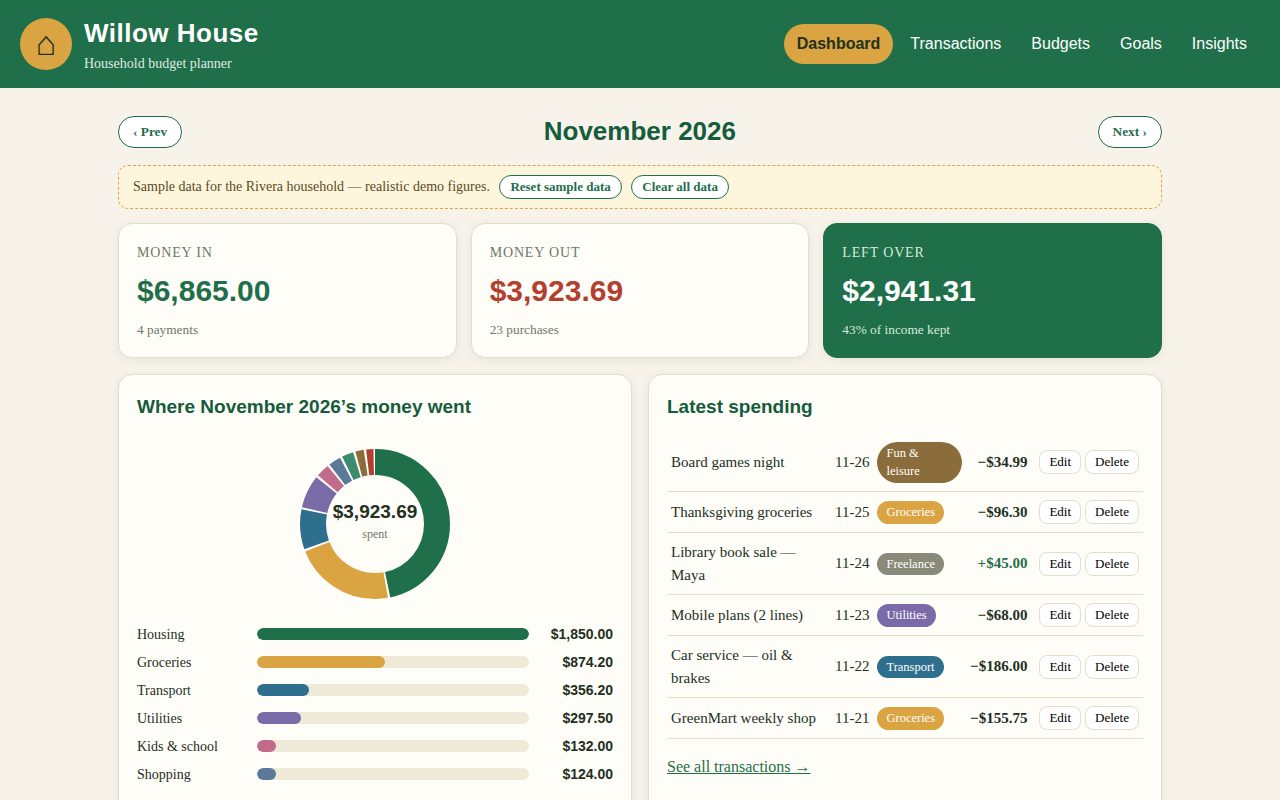 Willow House
Household budget planner
Dashboard
Transactions
Budgets
Goals
Insights
‹ Prev
November 2026
Next ›
Sample data for the Rivera household — realistic demo figures.
Reset sample data
Clear all data
MONEY IN
$6,865.00
4 payments
MONEY OUT
$3,923.69
23 purchases
LEFT OVER
$2,941.31
43% of income kept
Where November 2026’s money went
$3,923.69
spent
Housing $1,850.00
Groceries $874.20
Transport $356.20
Utilities $297.50
Kids & school $132.00
Shopping $124.00
Latest spending
Board games night 11-26 Fun & leisure −$34.99 Edit Delete
Thanksgiving groceries 11-25 Groceries −$96.30 Edit Delete
Library book sale — Maya 11-24 Freelance +$45.00 Edit Delete
Mobile plans (2 lines) 11-23 Utilities −$68.00 Edit Delete
Car service — oil & brakes 11-22 Transport −$186.00 Edit Delete
GreenMart weekly shop 11-21 Groceries −$155.75 Edit Delete
See all transactions →